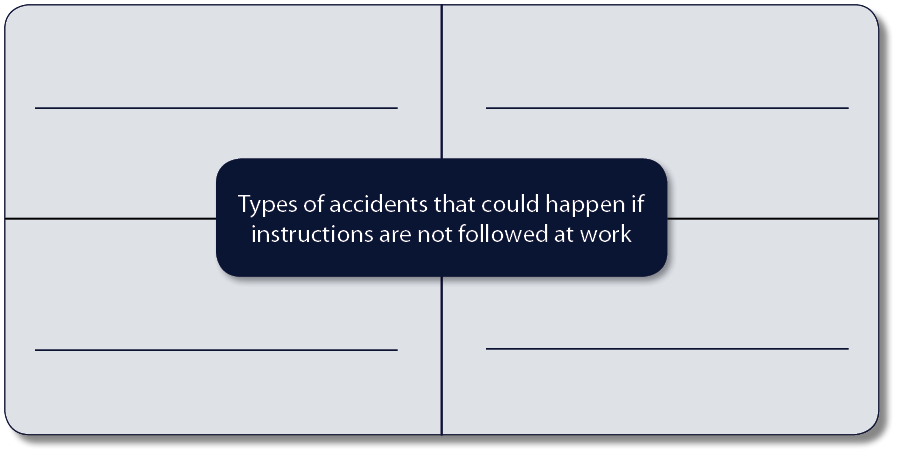 Types of accidents that could happen if
instructions are not followed at work